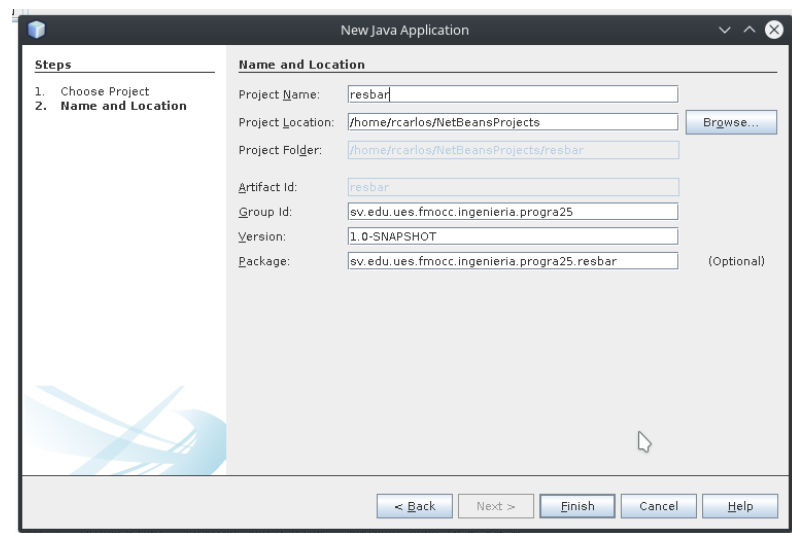 New Java Application
Steps
1. Choose Project
2. Name and Location
Name and Location
Project Name: resbar
Project Location: /home/rcarlos/NetBeansProjects Browse...
Project Folder: /home/rcarlos/NetBeansProjects/resbar
Artifact Id: resbar
Group Id: sv.edu.ues.fmocc.ingenieria.progra25
Version: 1.0-SNAPSHOT
Package: sv.edu.ues.fmocc.ingenieria.progra25.resbar (Optional)
< Back Next > Finish Cancel Help